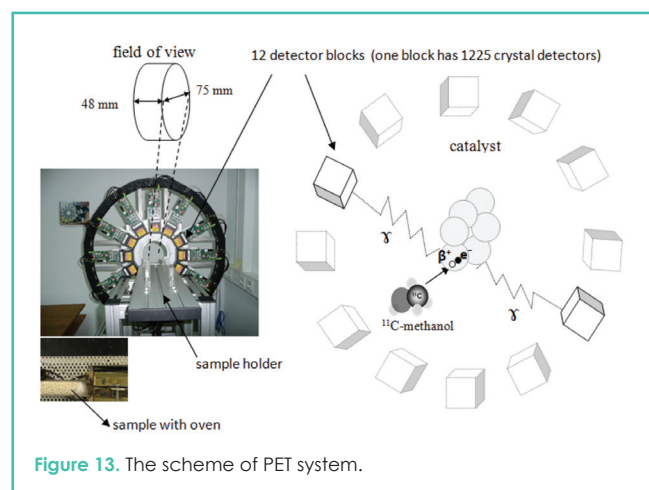 field of view
12 detector blocks (one block has 1225 crystal detectors)
75 mm
48 mm
catalyst
γ
β⁺ e⁻
¹¹C
γ
¹¹C-methanol
sample holder
sample with oven
Figure 13. The scheme of PET system.